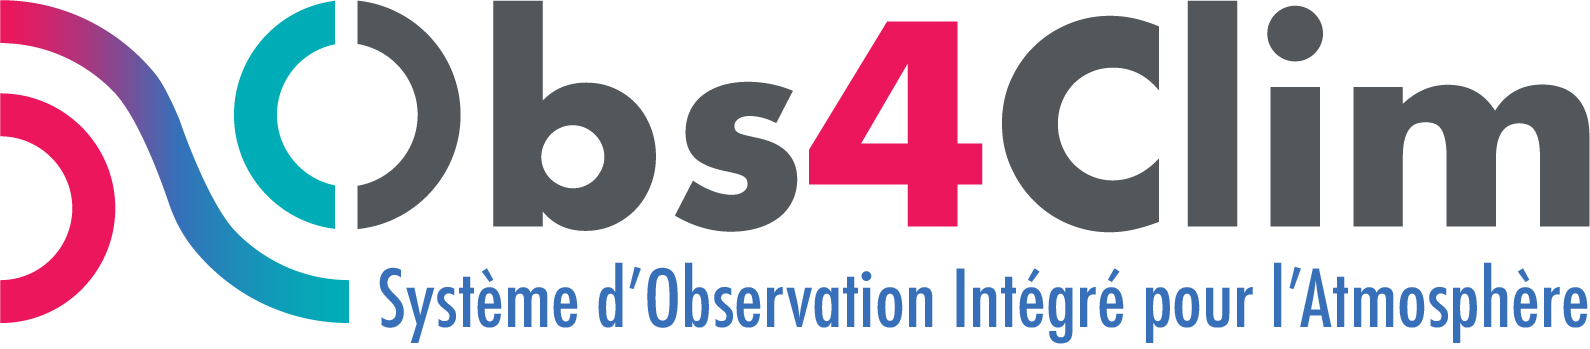 Obs4Clim
Système d’Observation Intégré pour l’Atmosphère